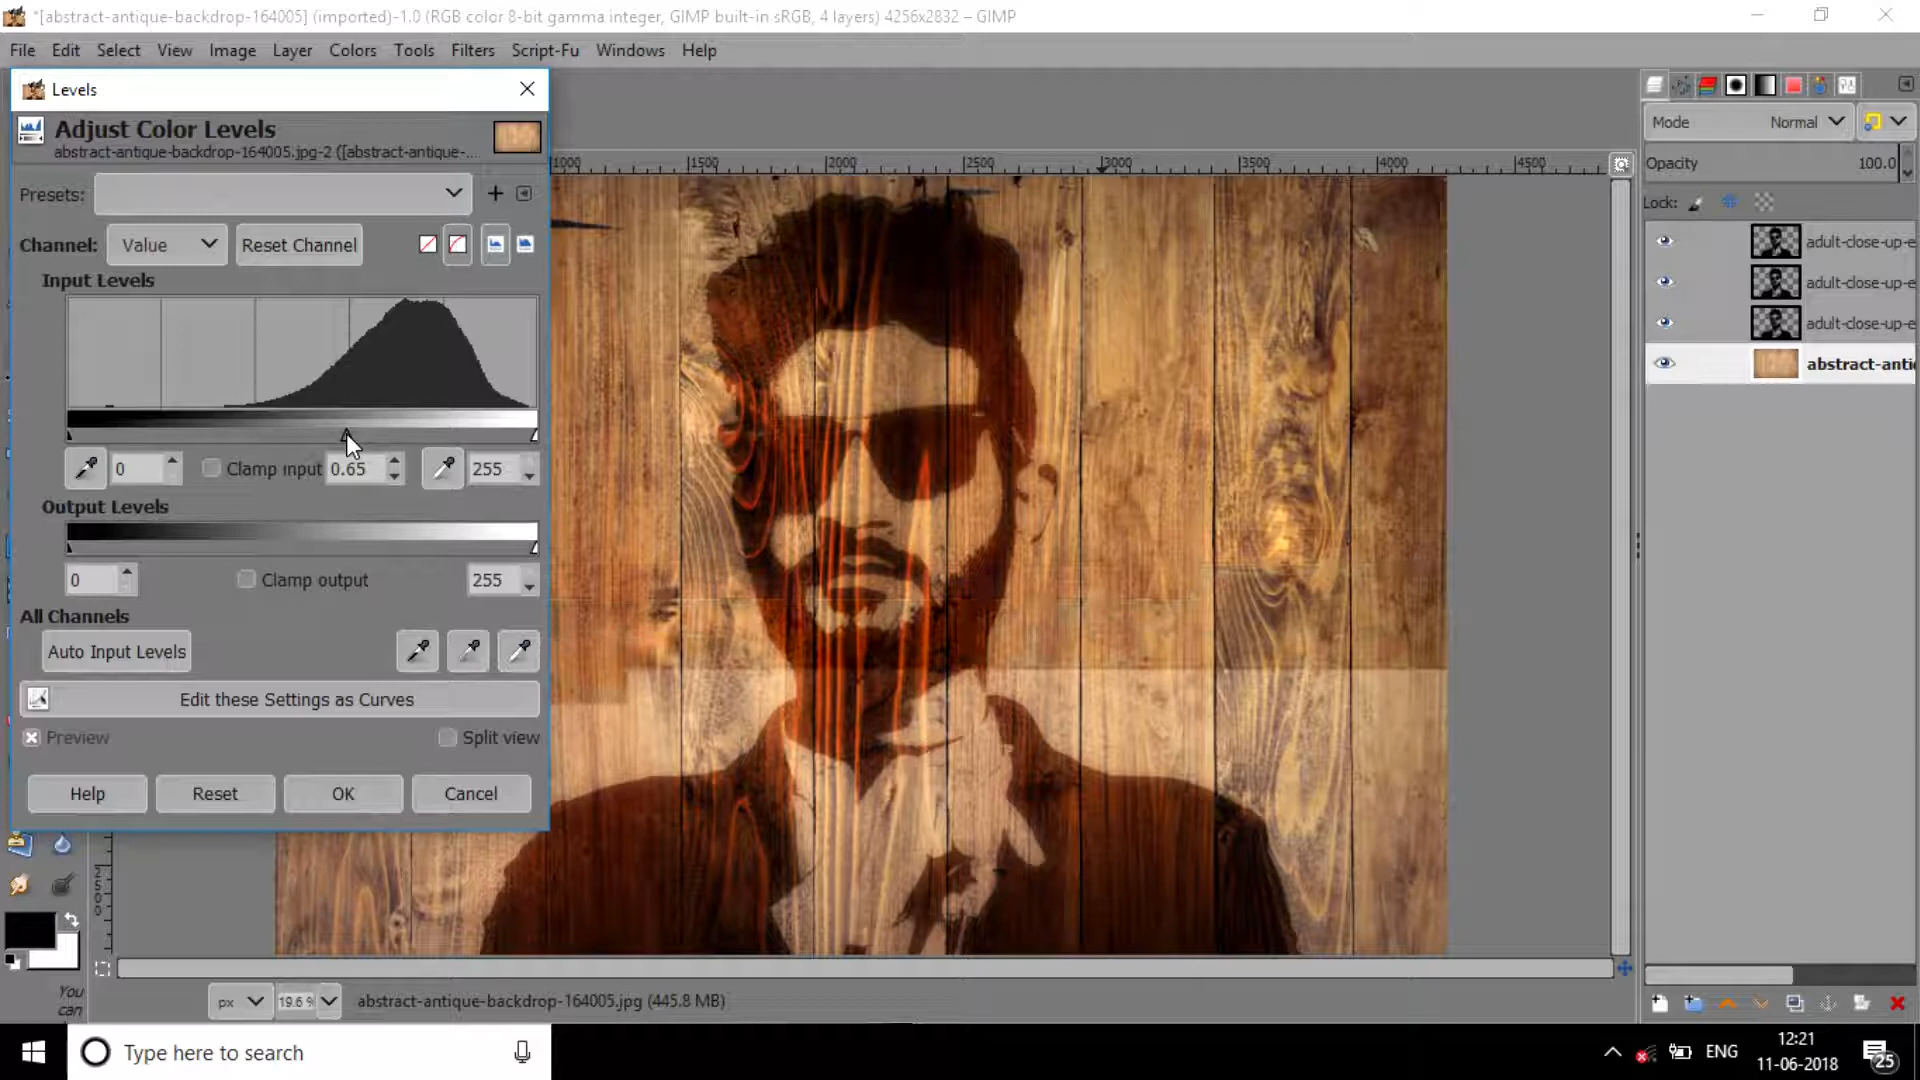 *[abstract-antique-backdrop-164005] (imported)-1.0 (RGB color 8-bit gamma integer, GIMP built-in sRGB, 4 layers) 4256x2832 – GIMP
File Edit Select View Image Layer Colors Tools Filters Script-Fu Windows Help
Levels
Adjust Color Levels
abstract-antique-backdrop-164005.jpg-2 ([abstract-antique-...
Presets:
Channel: Value Reset Channel
Input Levels
0 Clamp input 0.65 255
Output Levels
0 Clamp output 255
All Channels
Auto Input Levels
Edit these Settings as Curves
Preview Split view
Help Reset OK Cancel
1000 1500 2000 2500 3000 3500 4000 4500
2500
Mode Normal
Opacity 100.0
Lock:
adult-close-up-e
adult-close-up-e
adult-close-up-e
abstract-anti
You
can
px 19.6 % abstract-antique-backdrop-164005.jpg (445.8 MB)
Type here to search
ENG
12:21
11-06-2018
25